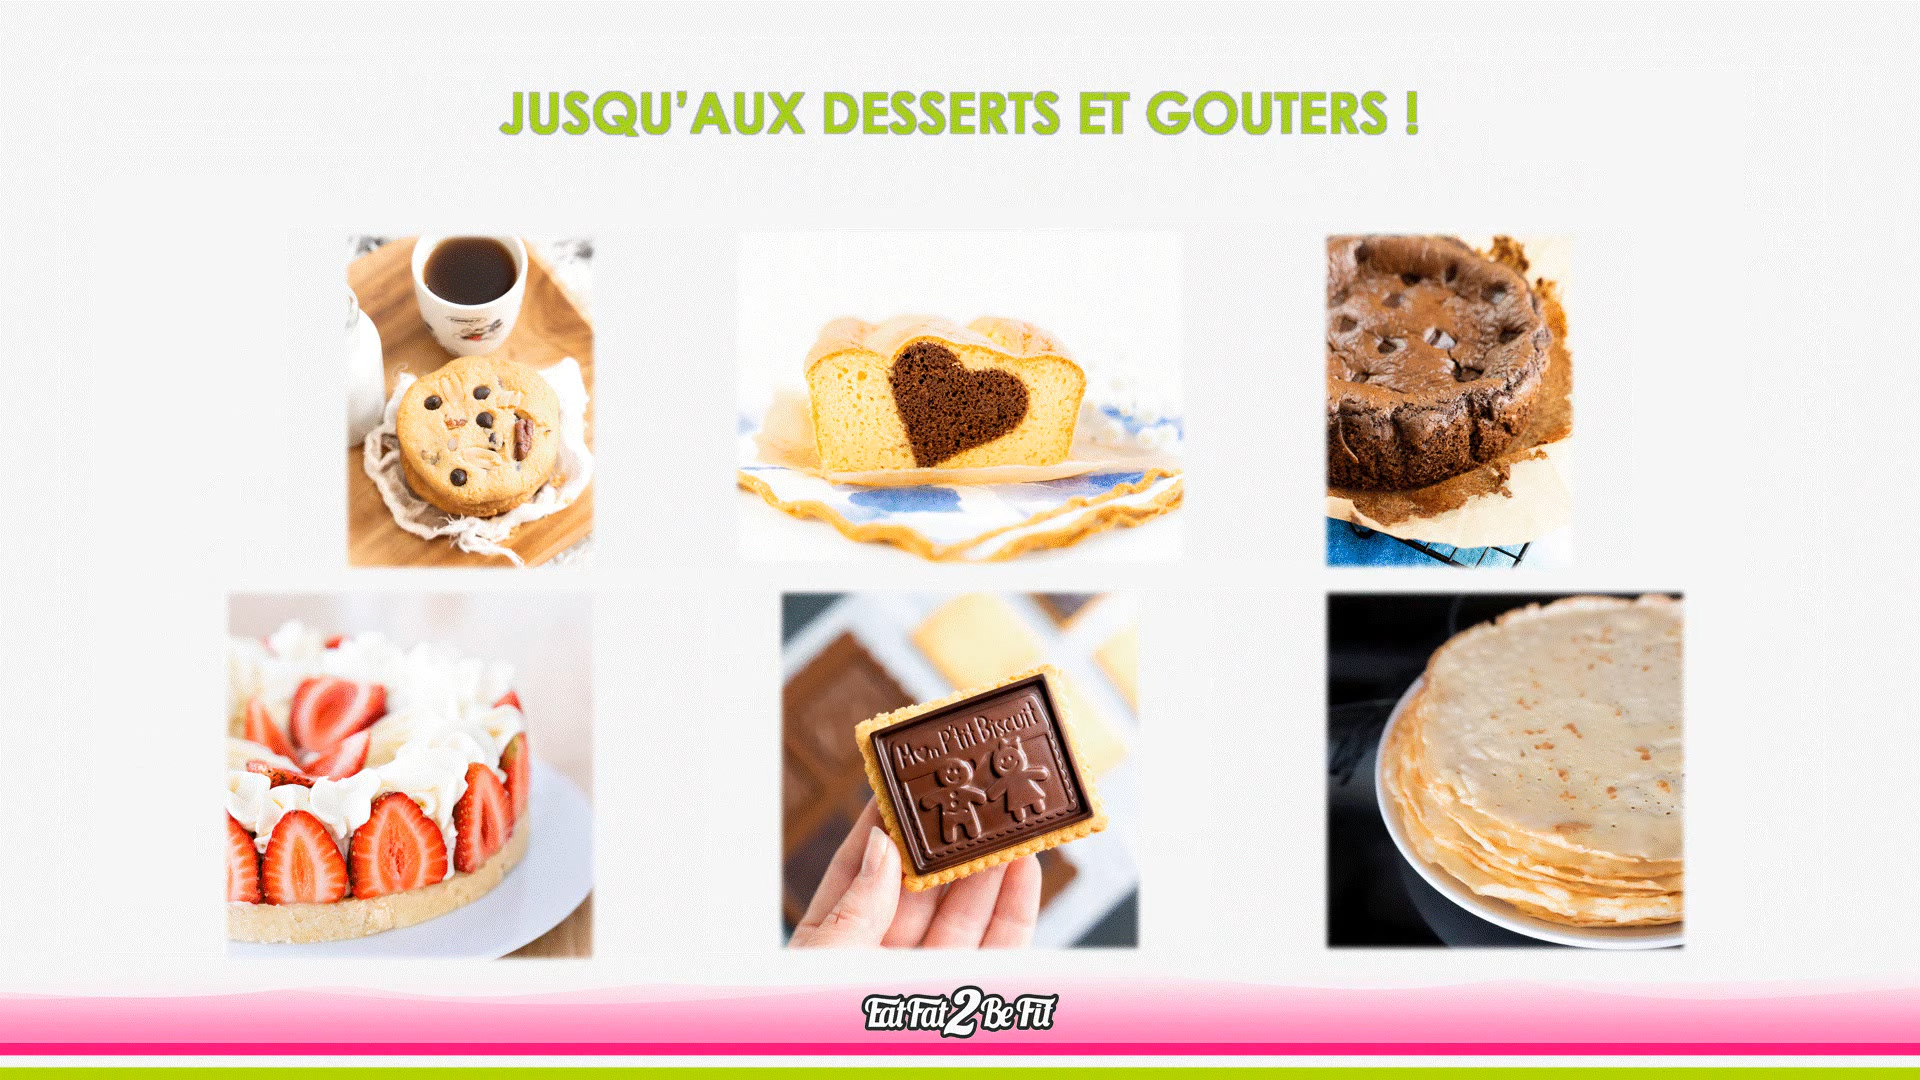 JUSQU’AUX DESSERTS ET GOUTERS !
Mon P'tit Biscuit
Eat Fat 2 Be Fit